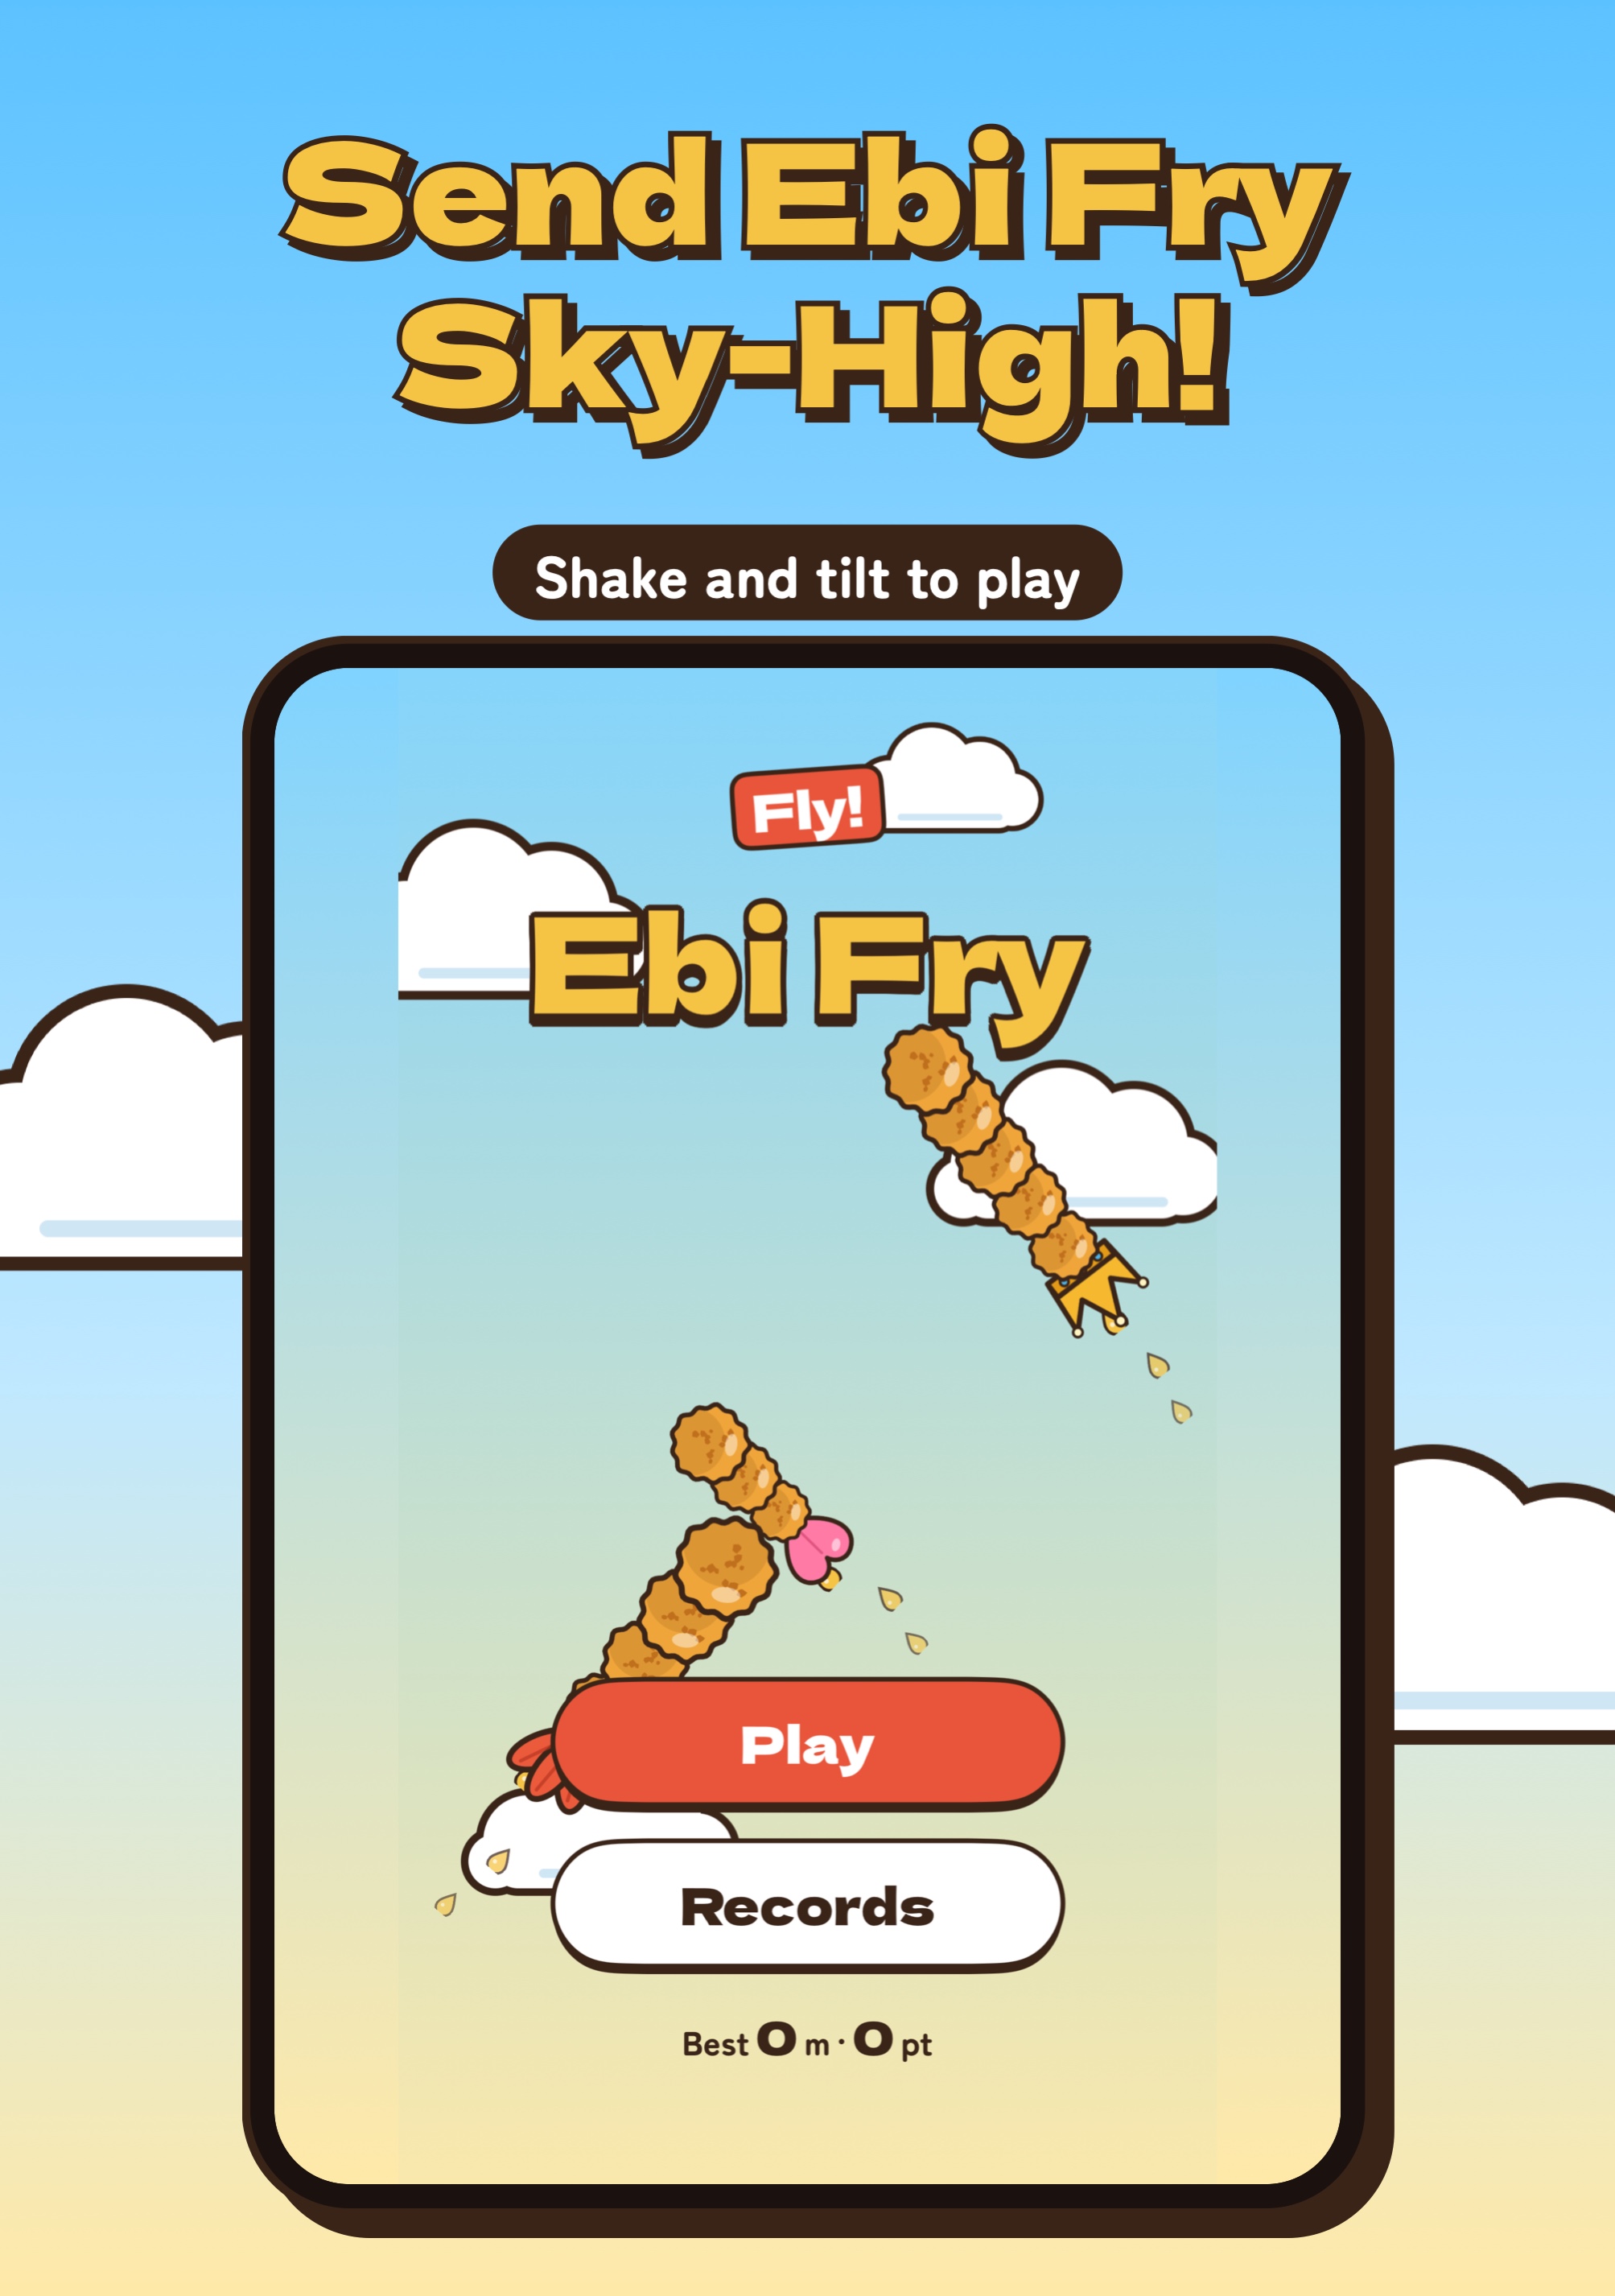 Send Ebi Fry
Sky-High!
Shake and tilt to play
Fly!
Ebi Fry
Play
Records
Best 0 m · 0 pt